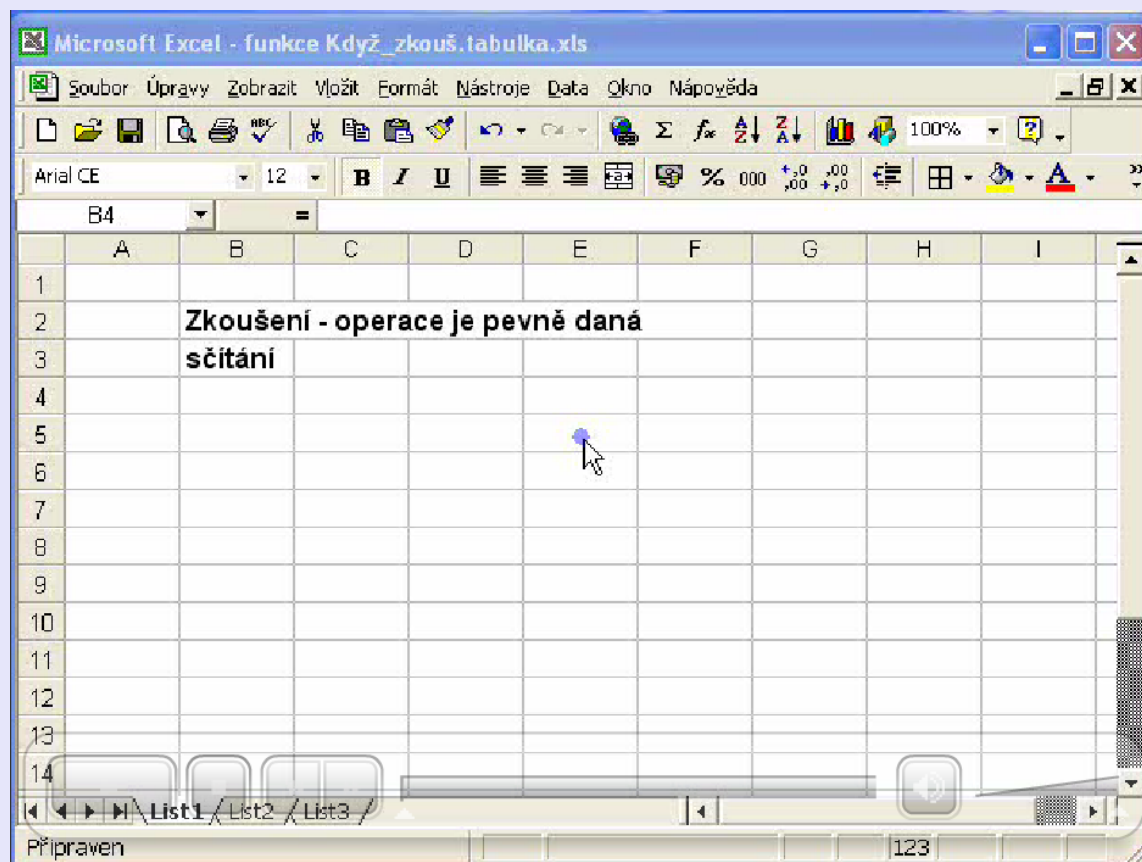 Microsoft Excel - funkce Když_zkouš.tabulka.xls
Soubor Úpravy Zobrazit Vložit Formát Nástroje Data Okno Nápověda
100%
Arial CE 12 B I U % 000
B4 =
A B C D E F G H I
1
2 Zkoušení - operace je pevně daná
3 sčítání
4
5
6
7
8
9
10
11
12
13
14
List1 List2 List3
Připraven 123